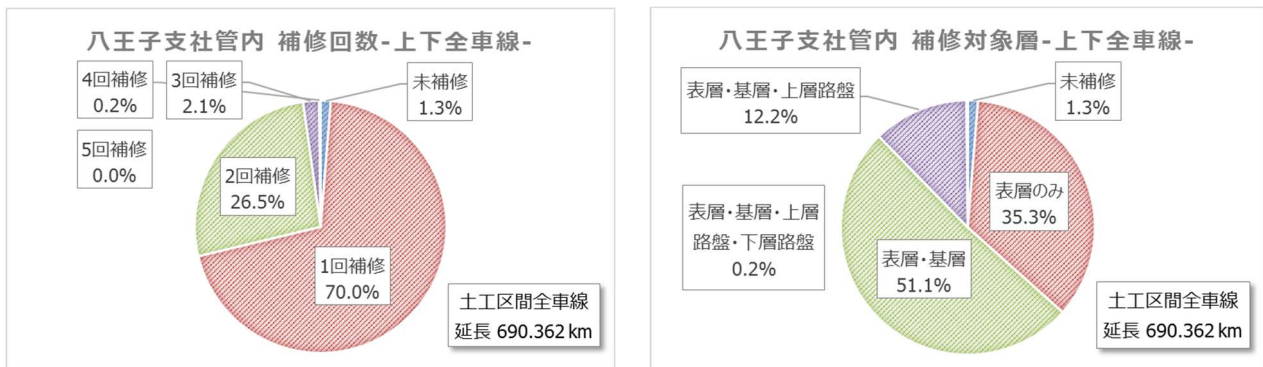 八王子支社管内 補修回数-上下全車線-
4回補修
0.2%
3回補修
2.1%
未補修
1.3%
5回補修
0.0%
2回補修
26.5%
1回補修
70.0%
土工区間全車線
延長 690.362 km
八王子支社管内 補修対象層-上下全車線-
表層・基層・上層路盤
12.2%
未補修
1.3%
表層のみ
35.3%
表層・基層・上層
路盤・下層路盤
0.2%
表層・基層
51.1%
土工区間全車線
延長 690.362 km